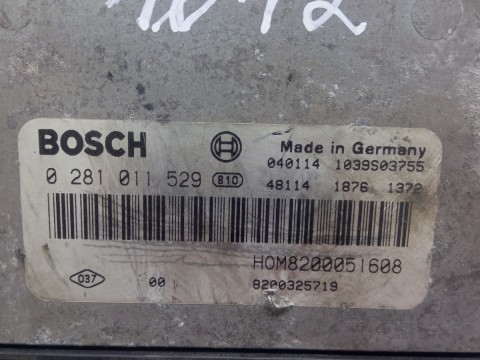 BOSCH
Made in Germany
040114 1039S03755
0 281 011 529 810
48114 1876 1372
HOM8200051608
037 00 8200325719